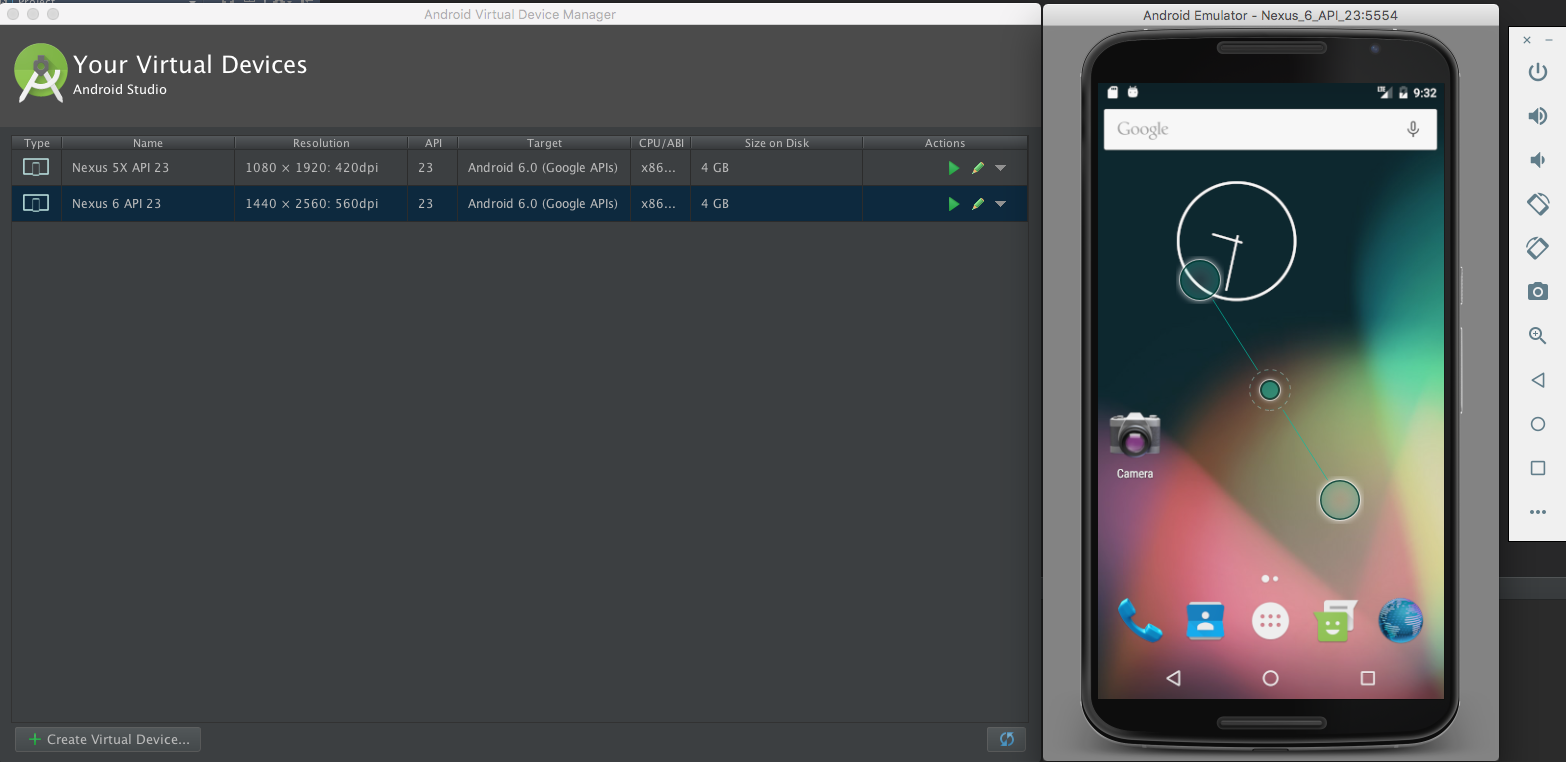 Project
Android Virtual Device Manager
Your Virtual Devices
Android Studio
Type Name Resolution API Target CPU/ABI Size on Disk Actions
Nexus 5X API 23 1080 × 1920: 420dpi 23 Android 6.0 (Google APIs) x86... 4 GB
Nexus 6 API 23 1440 × 2560: 560dpi 23 Android 6.0 (Google APIs) x86... 4 GB
+ Create Virtual Device...
Android Emulator - Nexus_6_API_23:5554
LTE 9:32
Google
Camera